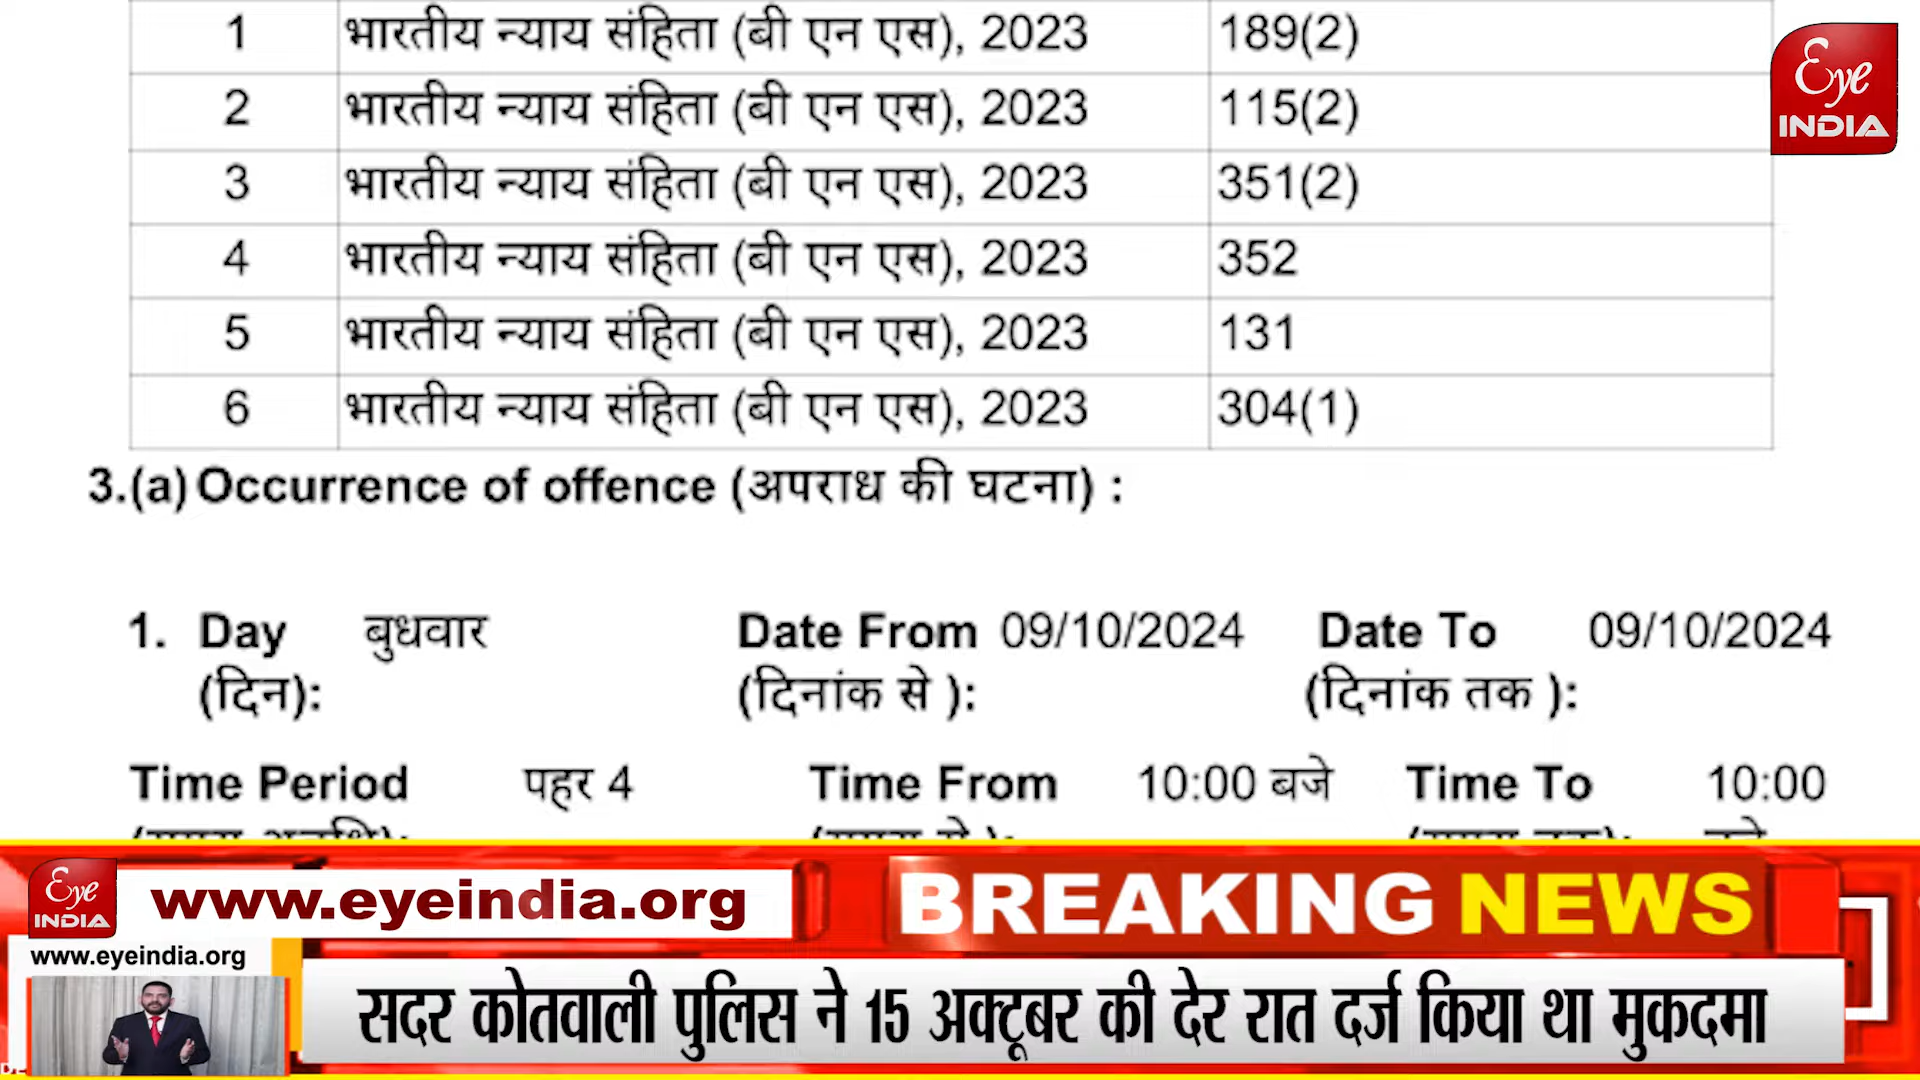 1 भारतीय न्याय संहिता (बी एन एस), 2023 189(2)
2 भारतीय न्याय संहिता (बी एन एस), 2023 115(2)
3 भारतीय न्याय संहिता (बी एन एस), 2023 351(2)
4 भारतीय न्याय संहिता (बी एन एस), 2023 352
5 भारतीय न्याय संहिता (बी एन एस), 2023 131
6 भारतीय न्याय संहिता (बी एन एस), 2023 304(1)
Eye
INDIA
3.(a) Occurrence of offence (अपराध की घटना) :
1. Day बुधवार Date From 09/10/2024 Date To 09/10/2024
(दिन): (दिनांक से ): (दिनांक तक ):
Time Period पहर 4 Time From 10:00 बजे Time To 10:00
Eye
INDIA
www.eyeindia.org
BREAKING NEWS
www.eyeindia.org
सदर कोतवाली पुलिस ने 15 अक्टूबर की देर रात दर्ज किया था मुकदमा